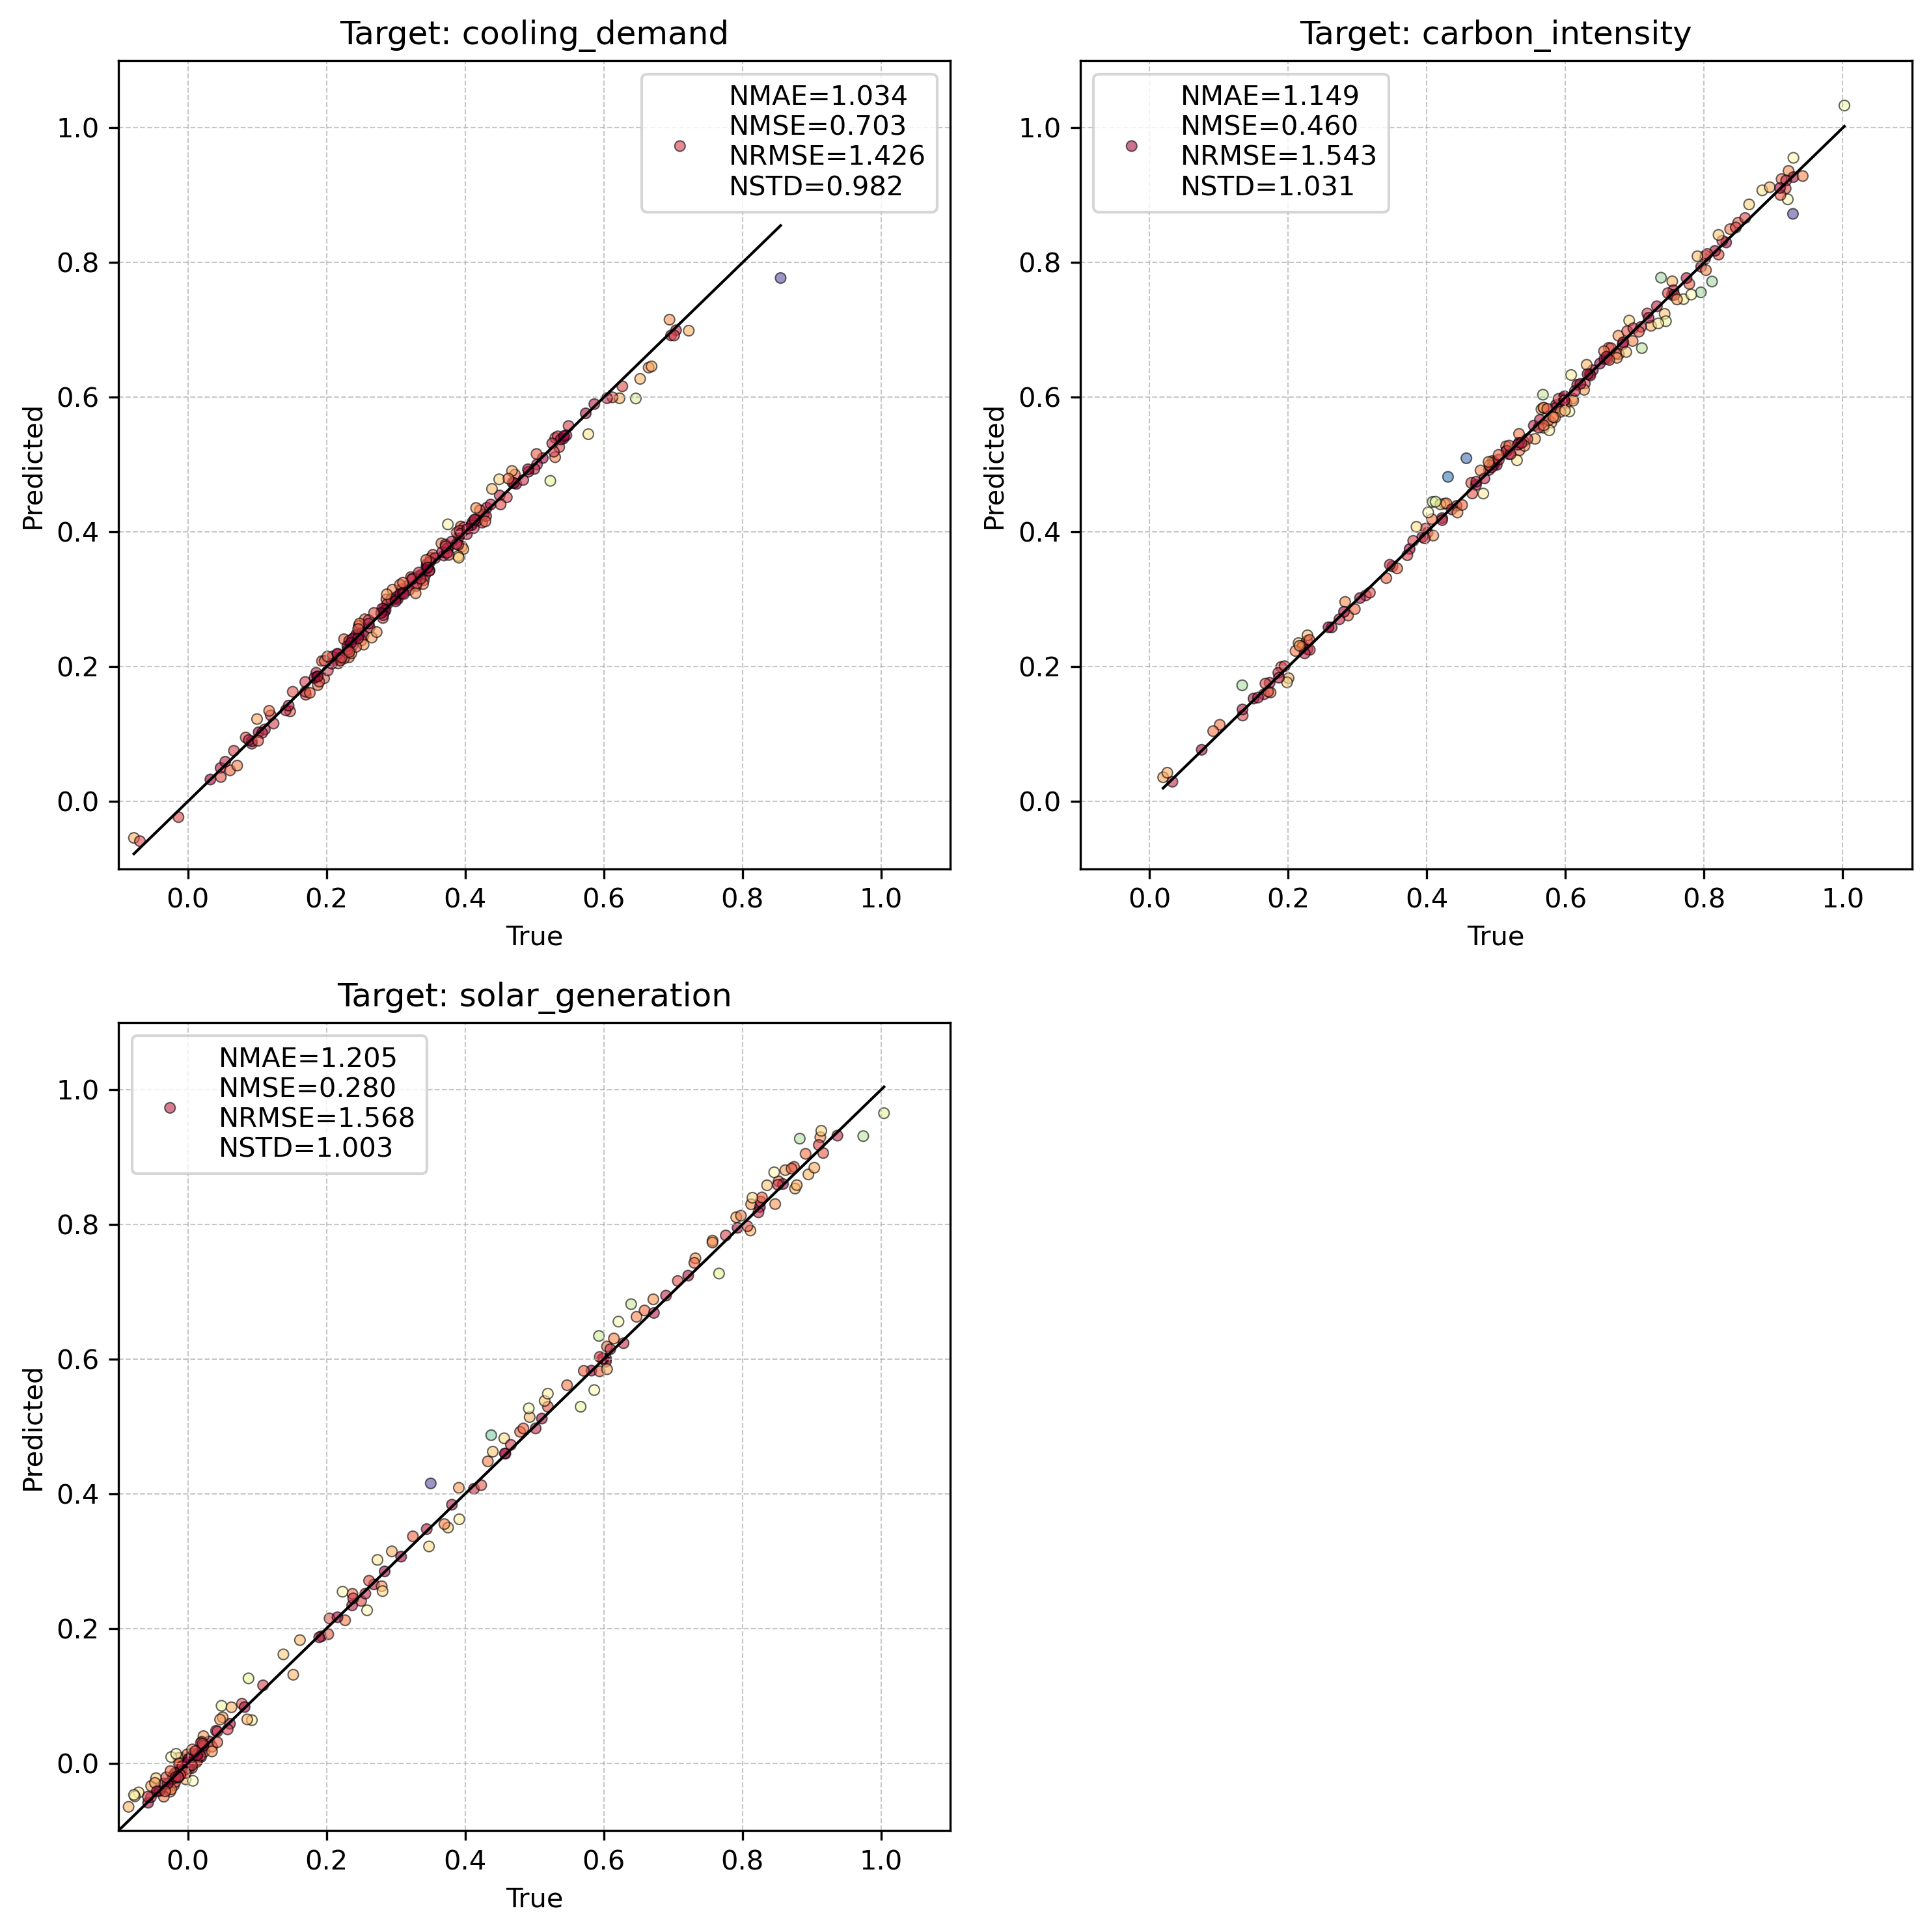 Target: cooling_demand
NMAE=1.034
NMSE=0.703
NRMSE=1.426
NSTD=0.982
1.0
0.8
0.6
0.4
0.2
0.0
Predicted
0.0 0.2 0.4 0.6 0.8 1.0
True
Target: carbon_intensity
NMAE=1.149
NMSE=0.460
NRMSE=1.543
NSTD=1.031
1.0
0.8
0.6
0.4
0.2
0.0
Predicted
0.0 0.2 0.4 0.6 0.8 1.0
True
Target: solar_generation
NMAE=1.205
NMSE=0.280
NRMSE=1.568
NSTD=1.003
1.0
0.8
0.6
0.4
0.2
0.0
Predicted
0.0 0.2 0.4 0.6 0.8 1.0
True